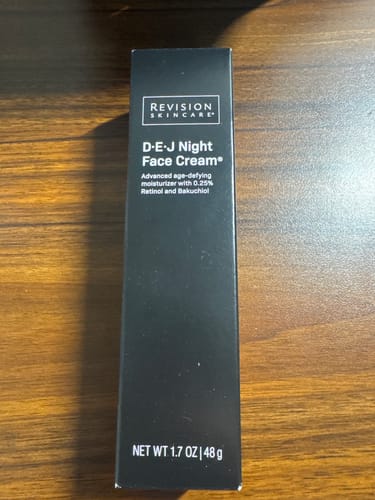 REVISION
SKINCARE®
D·E·J Night
Face Cream®
Advanced age-defying
moisturizer with 0.25%
Retinol and Bakuchiol
NET WT 1.7 OZ | 48 g